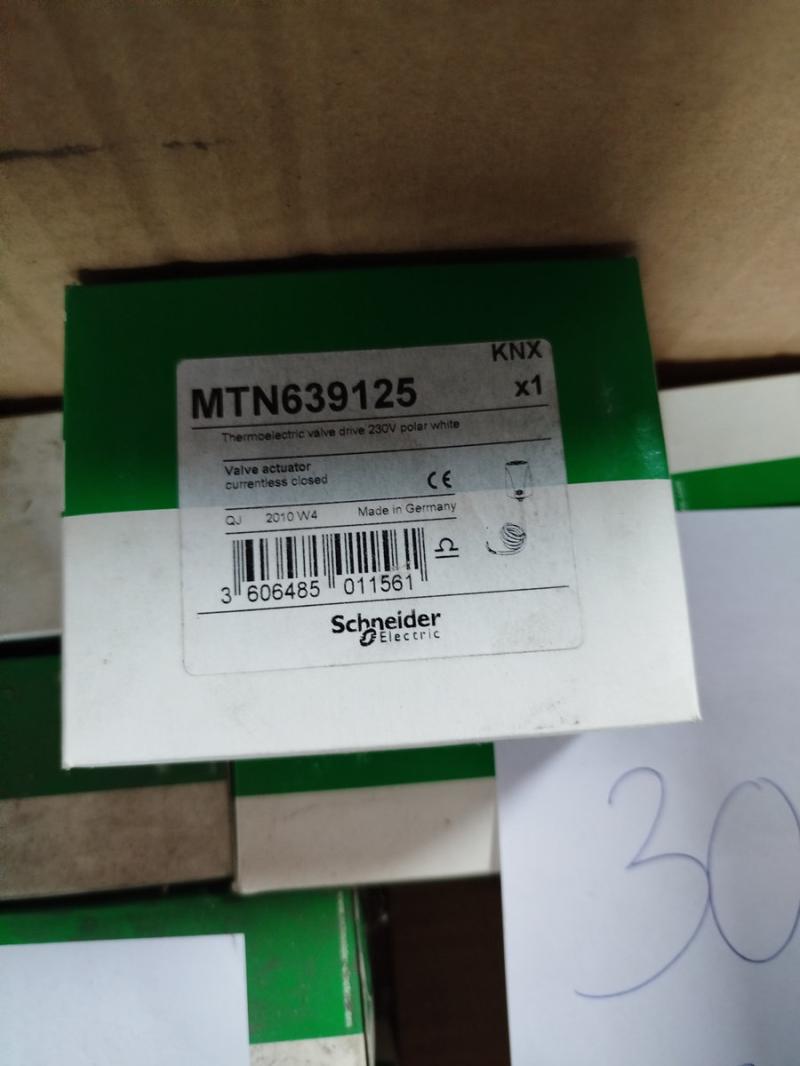 KNX
MTN639125 x1
Thermoelectric valve drive 230V polar white
Valve actuator
currentless closed
CE
QJ 2010 W4 Made in Germany
3 606485 011561
Schneider
Electric
30